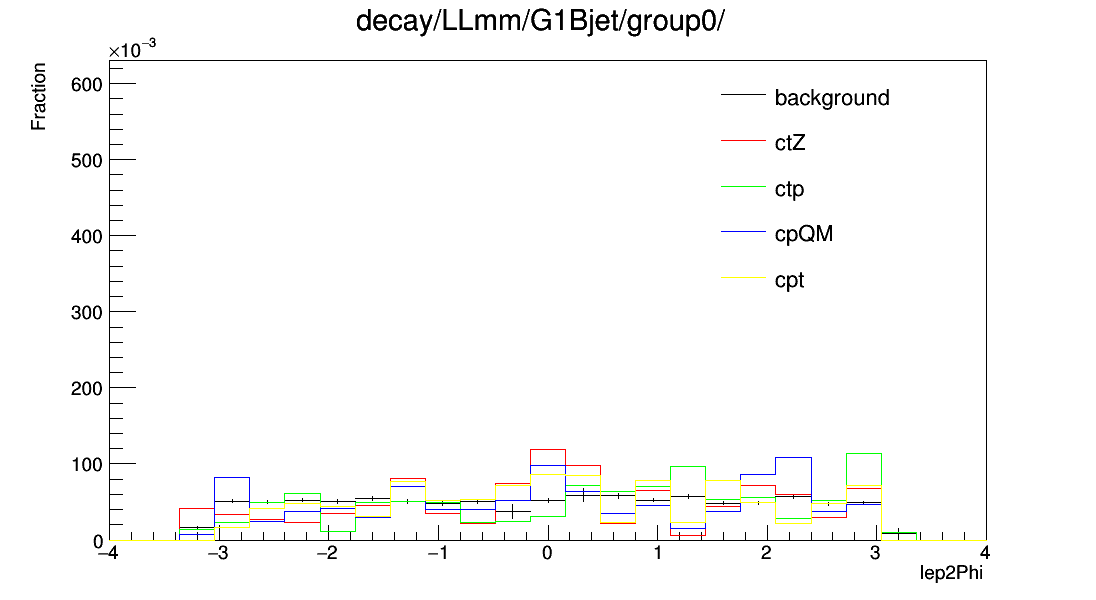 decay/LLmm/G1Bjet/group0/
×10⁻³
Fraction
600
500
400
300
200
100
0
background
ctZ
ctp
cpQM
cpt
−4 −3 −2 −1 0 1 2 3 4
lep2Phi